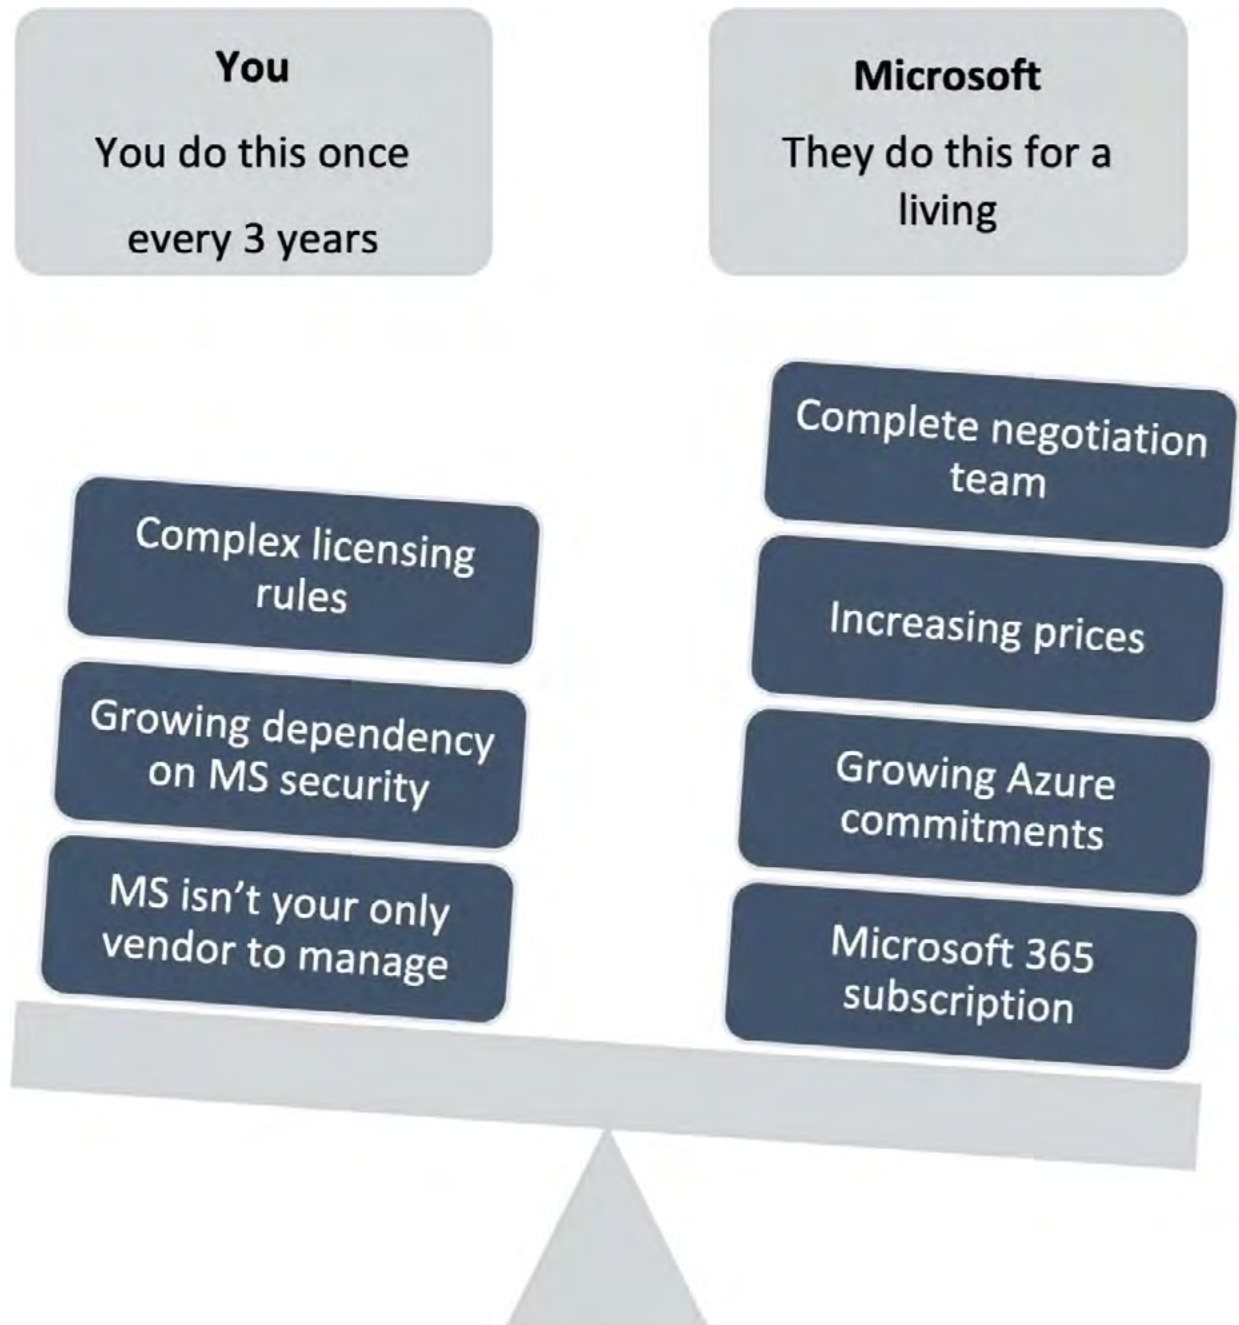 You
You do this once
every 3 years
Microsoft
They do this for a
living
Complex licensing
rules
Growing dependency
on MS security
MS isn’t your only
vendor to manage
Complete negotiation
team
Increasing prices
Growing Azure
commitments
Microsoft 365
subscription